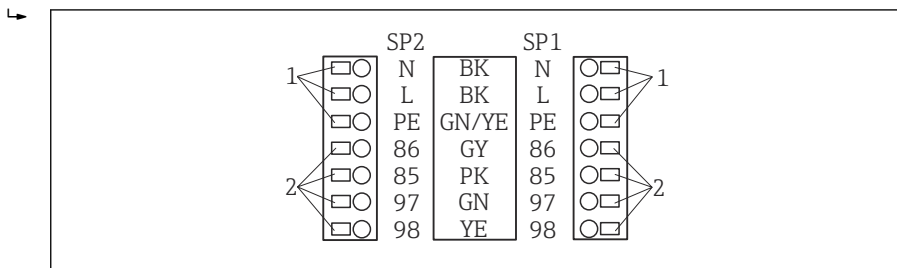 SP2 SP1
1 N BK N 1
L BK L
PE GN/YE PE
86 GY 86
85 PK 85
2 97 GN 97 2
98 YE 98